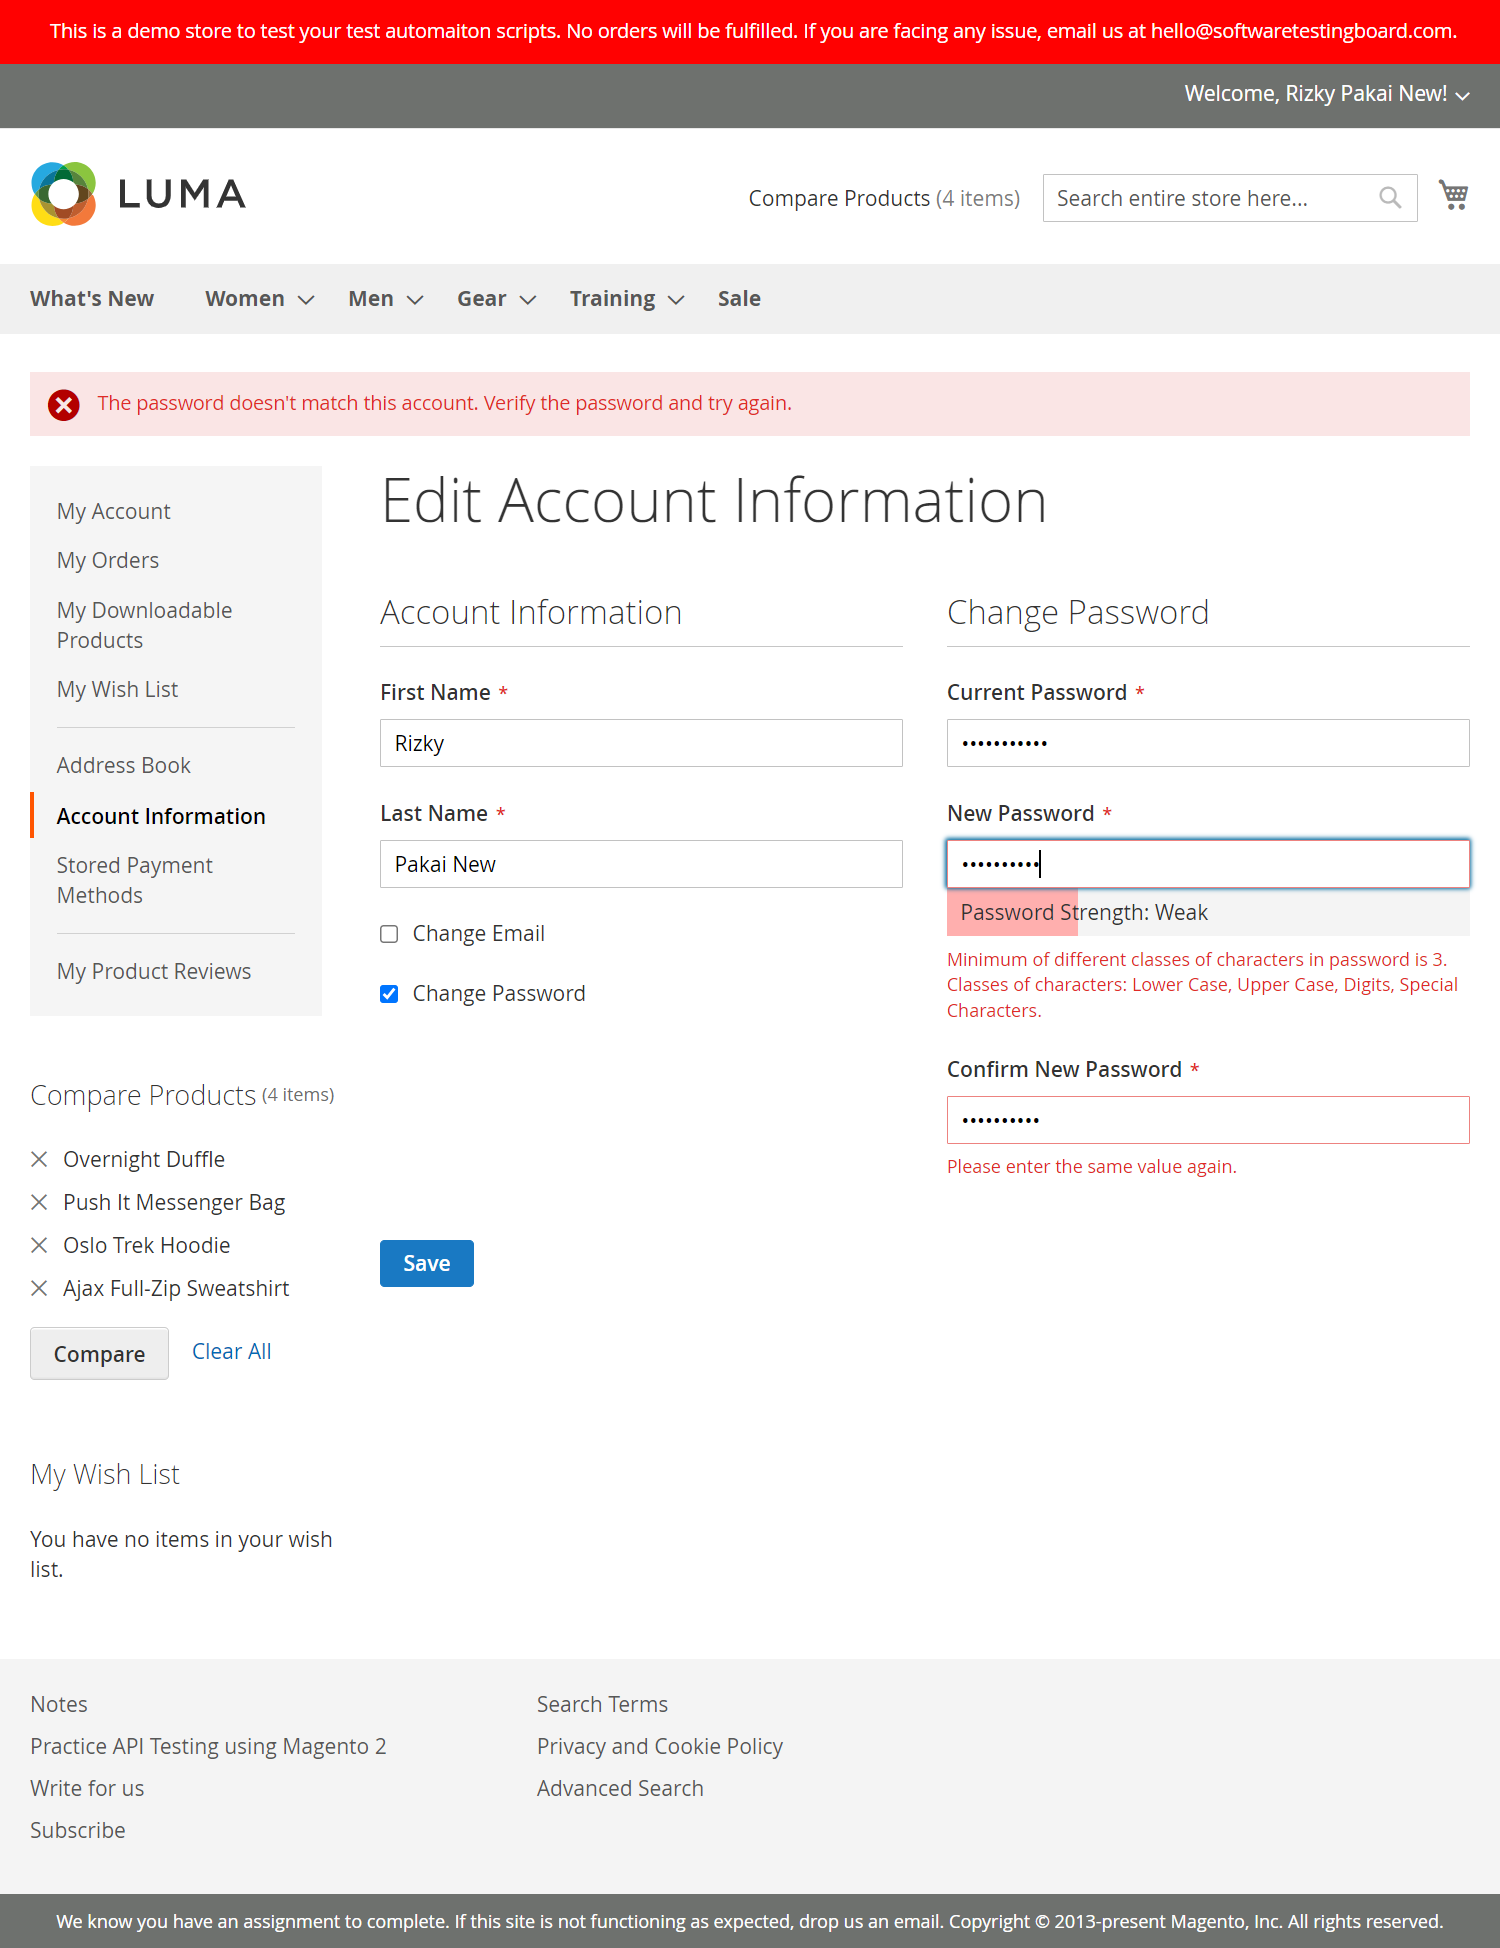 This is a demo store to test your test automaiton scripts. No orders will be fulfilled. If you are facing any issue, email us at hello@softwaretestingboard.com.
Welcome, Rizky Pakai New!
LUMA
Compare Products (4 items)
Search entire store here...
What's New Women Men Gear Training Sale
The password doesn't match this account. Verify the password and try again.
My Account
My Orders
My Downloadable
Products
My Wish List
Address Book
Account Information
Stored Payment
Methods
My Product Reviews
Compare Products (4 items)
Overnight Duffle
Push It Messenger Bag
Oslo Trek Hoodie
Ajax Full-Zip Sweatshirt
Compare Clear All
My Wish List
You have no items in your wish
list.
Edit Account Information
Account Information
First Name *
Rizky
Last Name *
Pakai New
Change Email
Change Password
Change Password
Current Password *
•••••••••••
New Password *
••••••••••
Password Strength: Weak
Minimum of different classes of characters in password is 3.
Classes of characters: Lower Case, Upper Case, Digits, Special
Characters.
Confirm New Password *
••••••••••
Please enter the same value again.
Save
Notes
Practice API Testing using Magento 2
Write for us
Subscribe
Search Terms
Privacy and Cookie Policy
Advanced Search
We know you have an assignment to complete. If this site is not functioning as expected, drop us an email. Copyright © 2013-present Magento, Inc. All rights reserved.